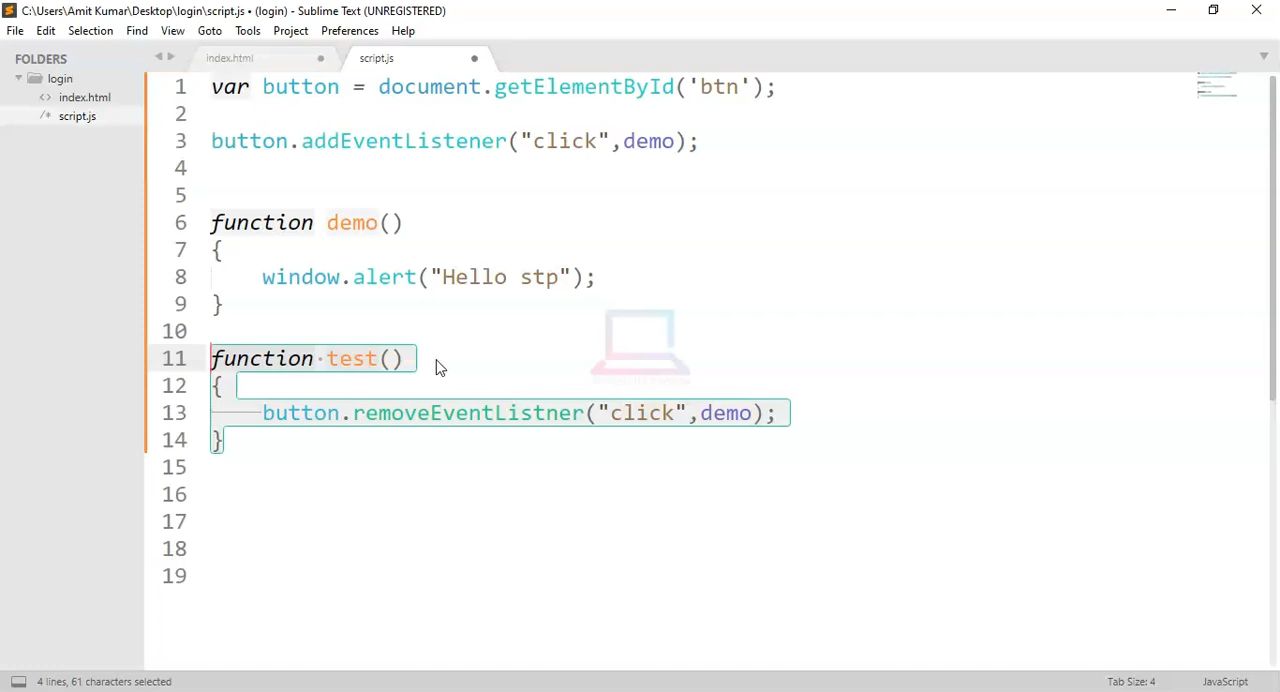 C:\Users\Amit Kumar\Desktop\login\script.js • (login) - Sublime Text (UNREGISTERED)
File Edit Selection Find View Goto Tools Project Preferences Help
FOLDERS
login
<> index.html
/* script.js
index.html
script.js
1 var button = document.getElementById('btn');
2
3 button.addEventListener("click",demo);
4
5
6 function demo()
7 {
8 window.alert("Hello stp");
9 }
10
11 function test()
12 {
13 button.removeEventListner("click",demo);
14 }
15
16
17
18
19
4 lines, 61 characters selected
Tab Size: 4
JavaScript